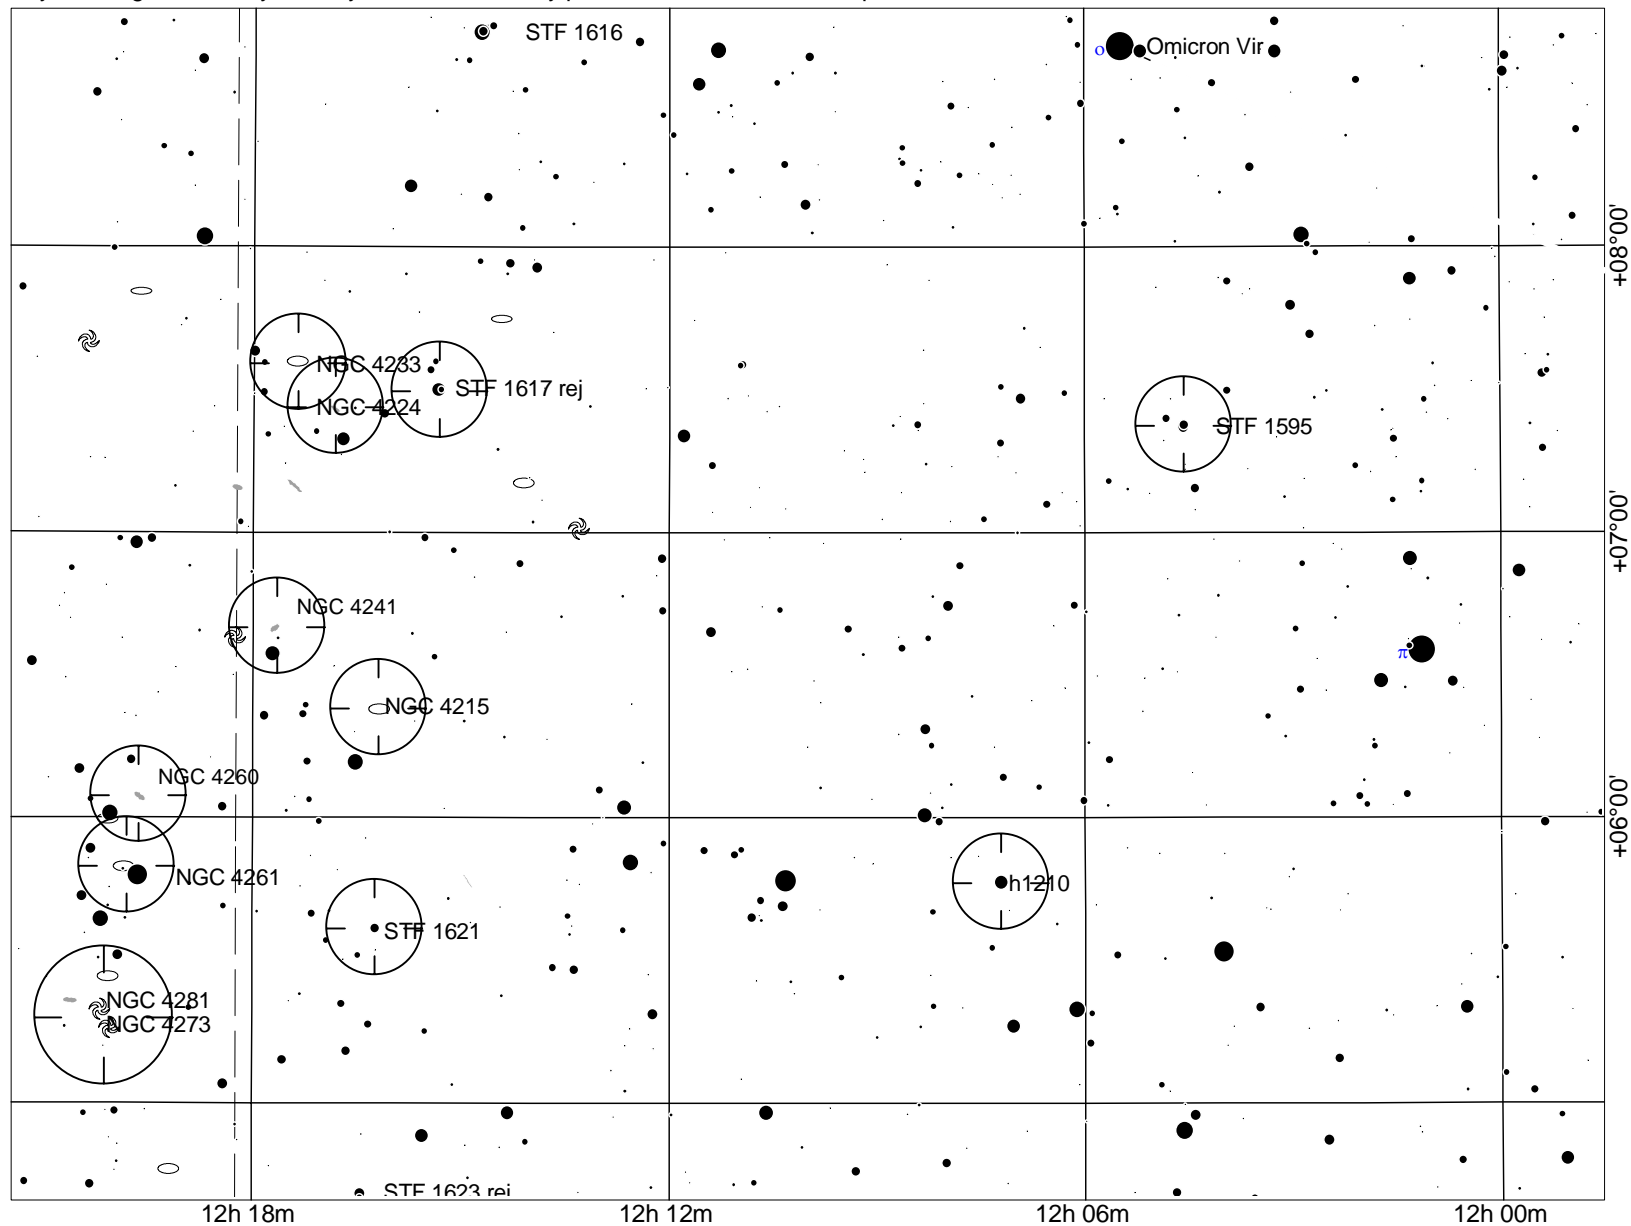 STF 1616
ο Omicron Vir
+08°00'
NGC 4233
STF 1617 rej
NGC 4224
STF 1595
+07°00'
NGC 4241
π
NGC 4215
NGC 4260
+06°00'
NGC 4261
h1210
STF 1621
NGC 4281
NGC 4273
STF 1623 rej
12h 18m 12h 12m 12h 06m 12h 00m